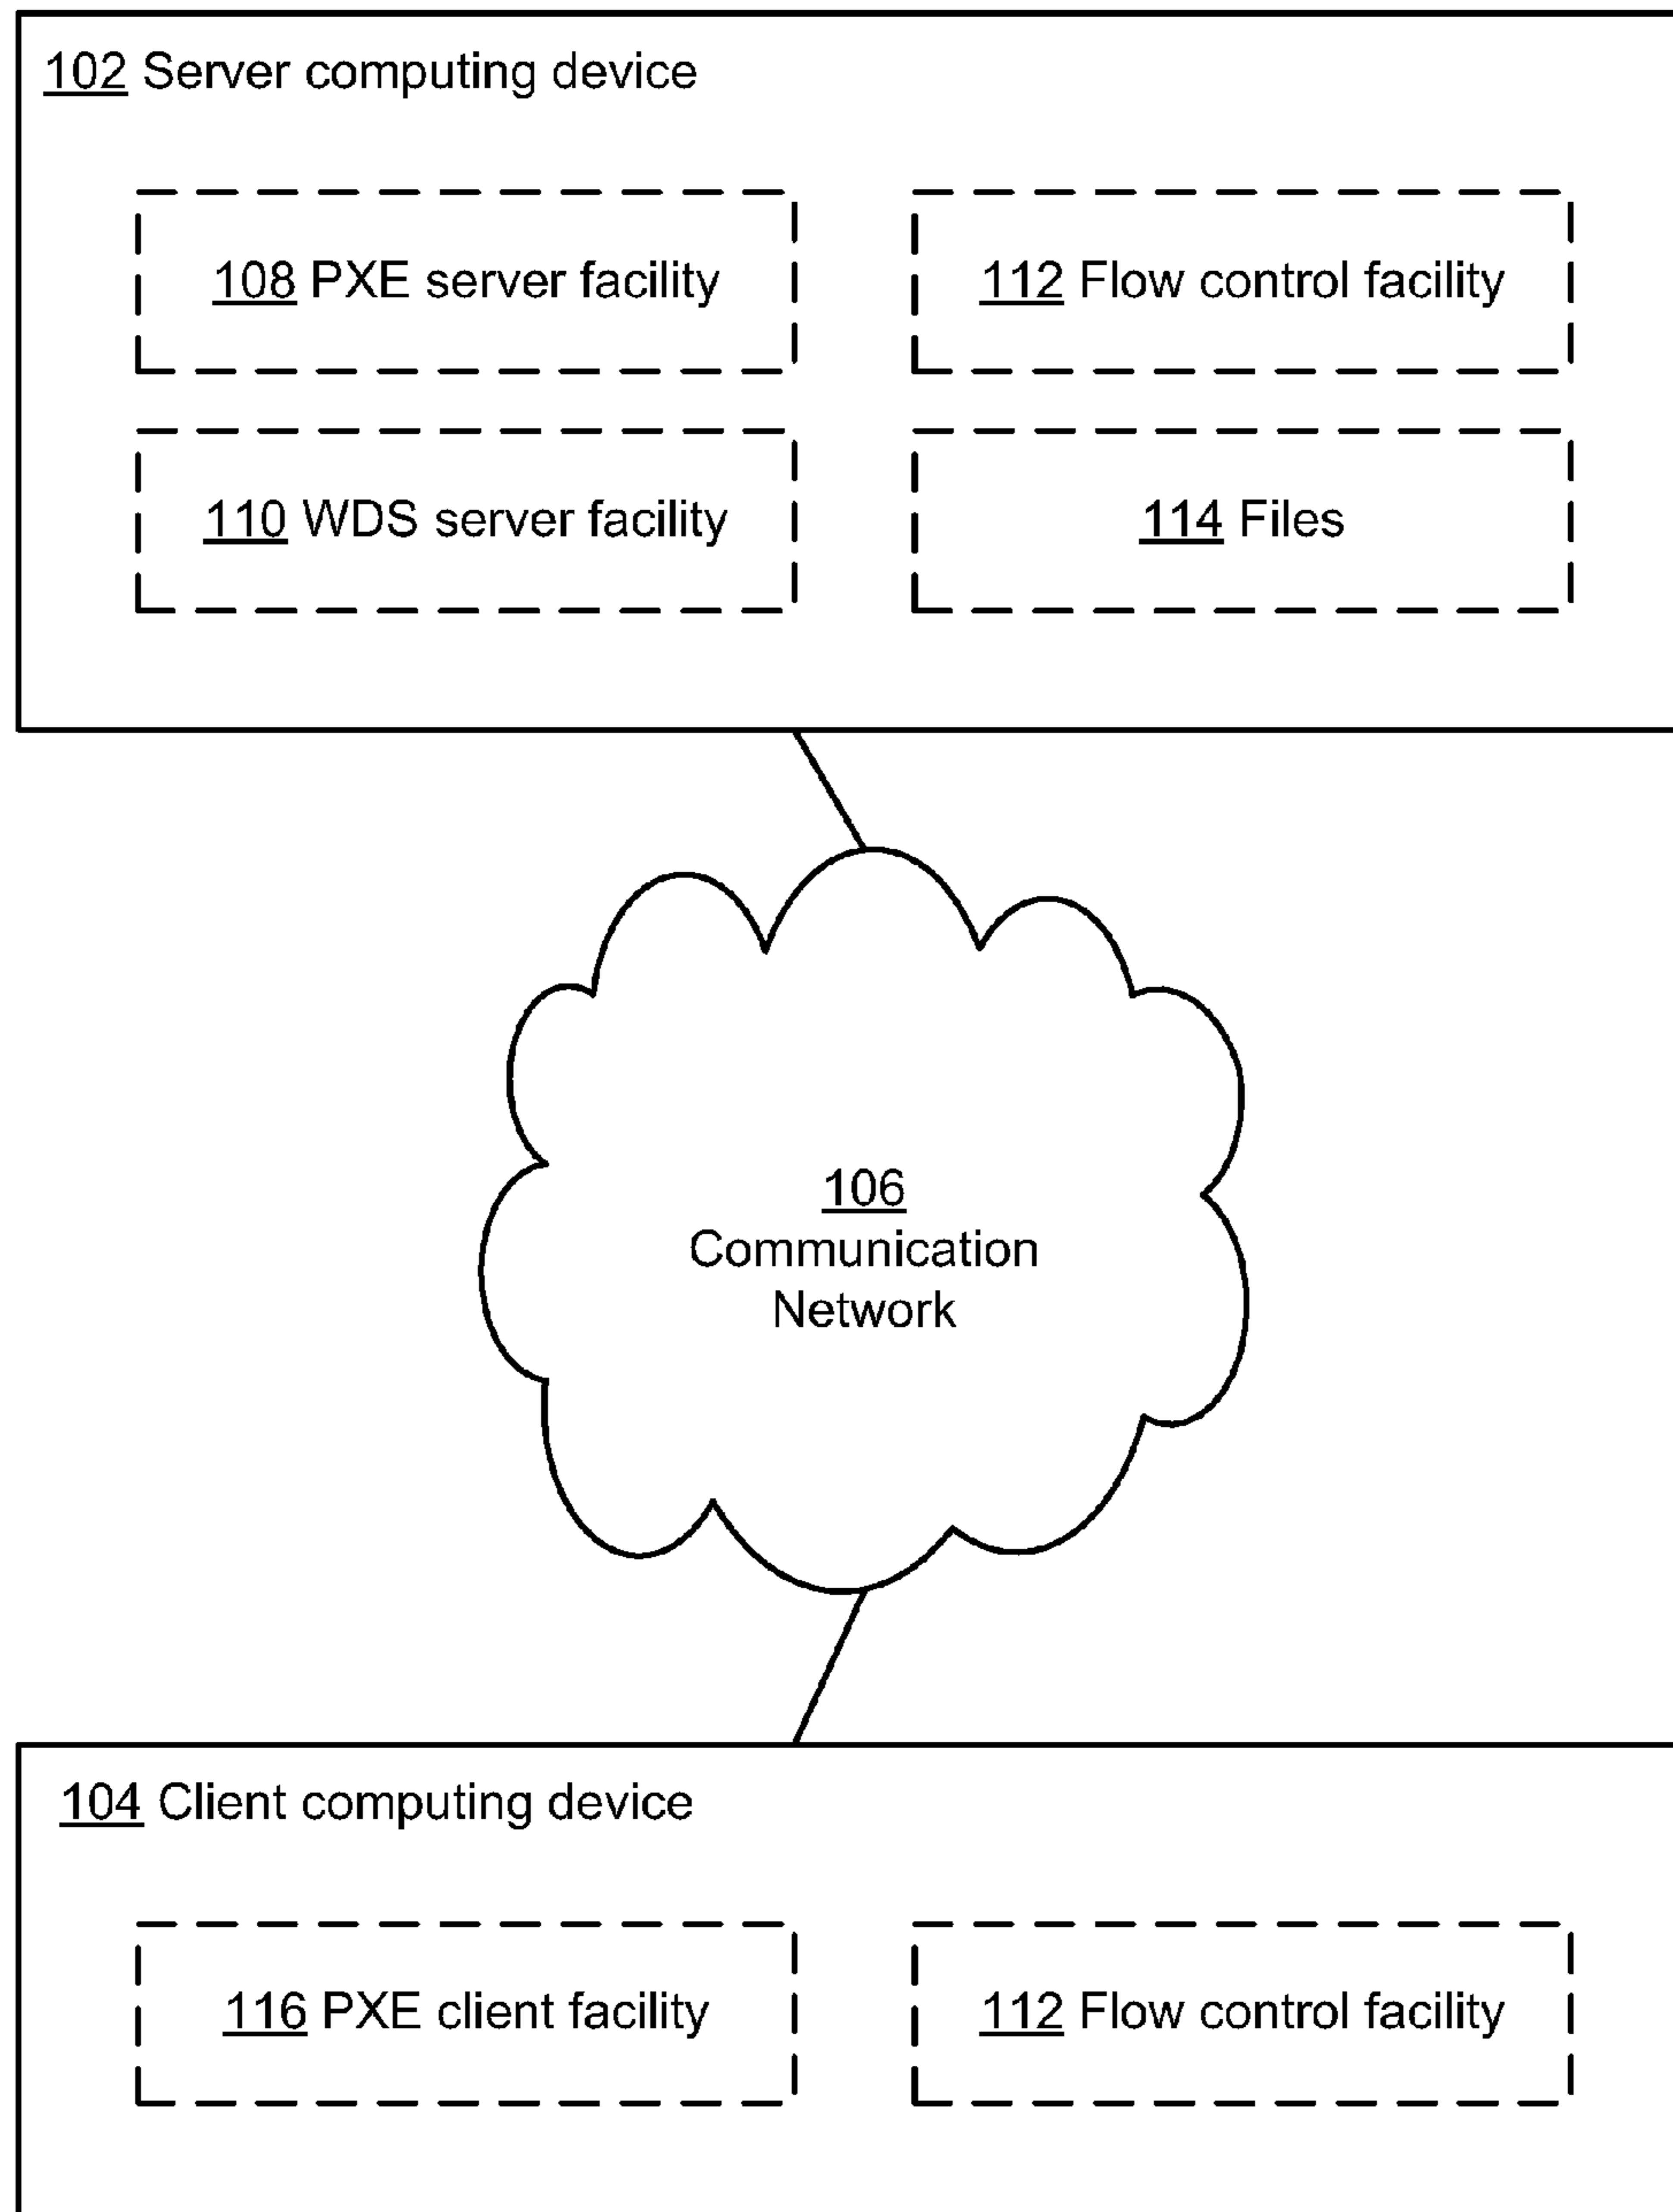 102 Server computing device
108 PXE server facility
112 Flow control facility
110 WDS server facility
114 Files
106
Communication
Network
104 Client computing device
116 PXE client facility
112 Flow control facility